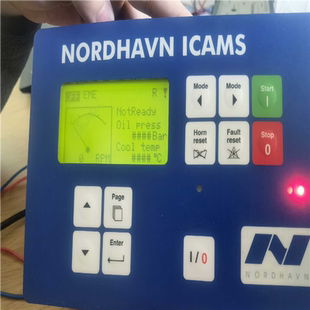 NORDHAVN ICAMS
EME
R
NotReady
Oil press
####Bar
Cool temp
#### °C
0 RPM
Mode
Mode
Start
I
Horn reset
Fault reset
Stop
0
Page
Enter
I/0
N
NORDHAVN